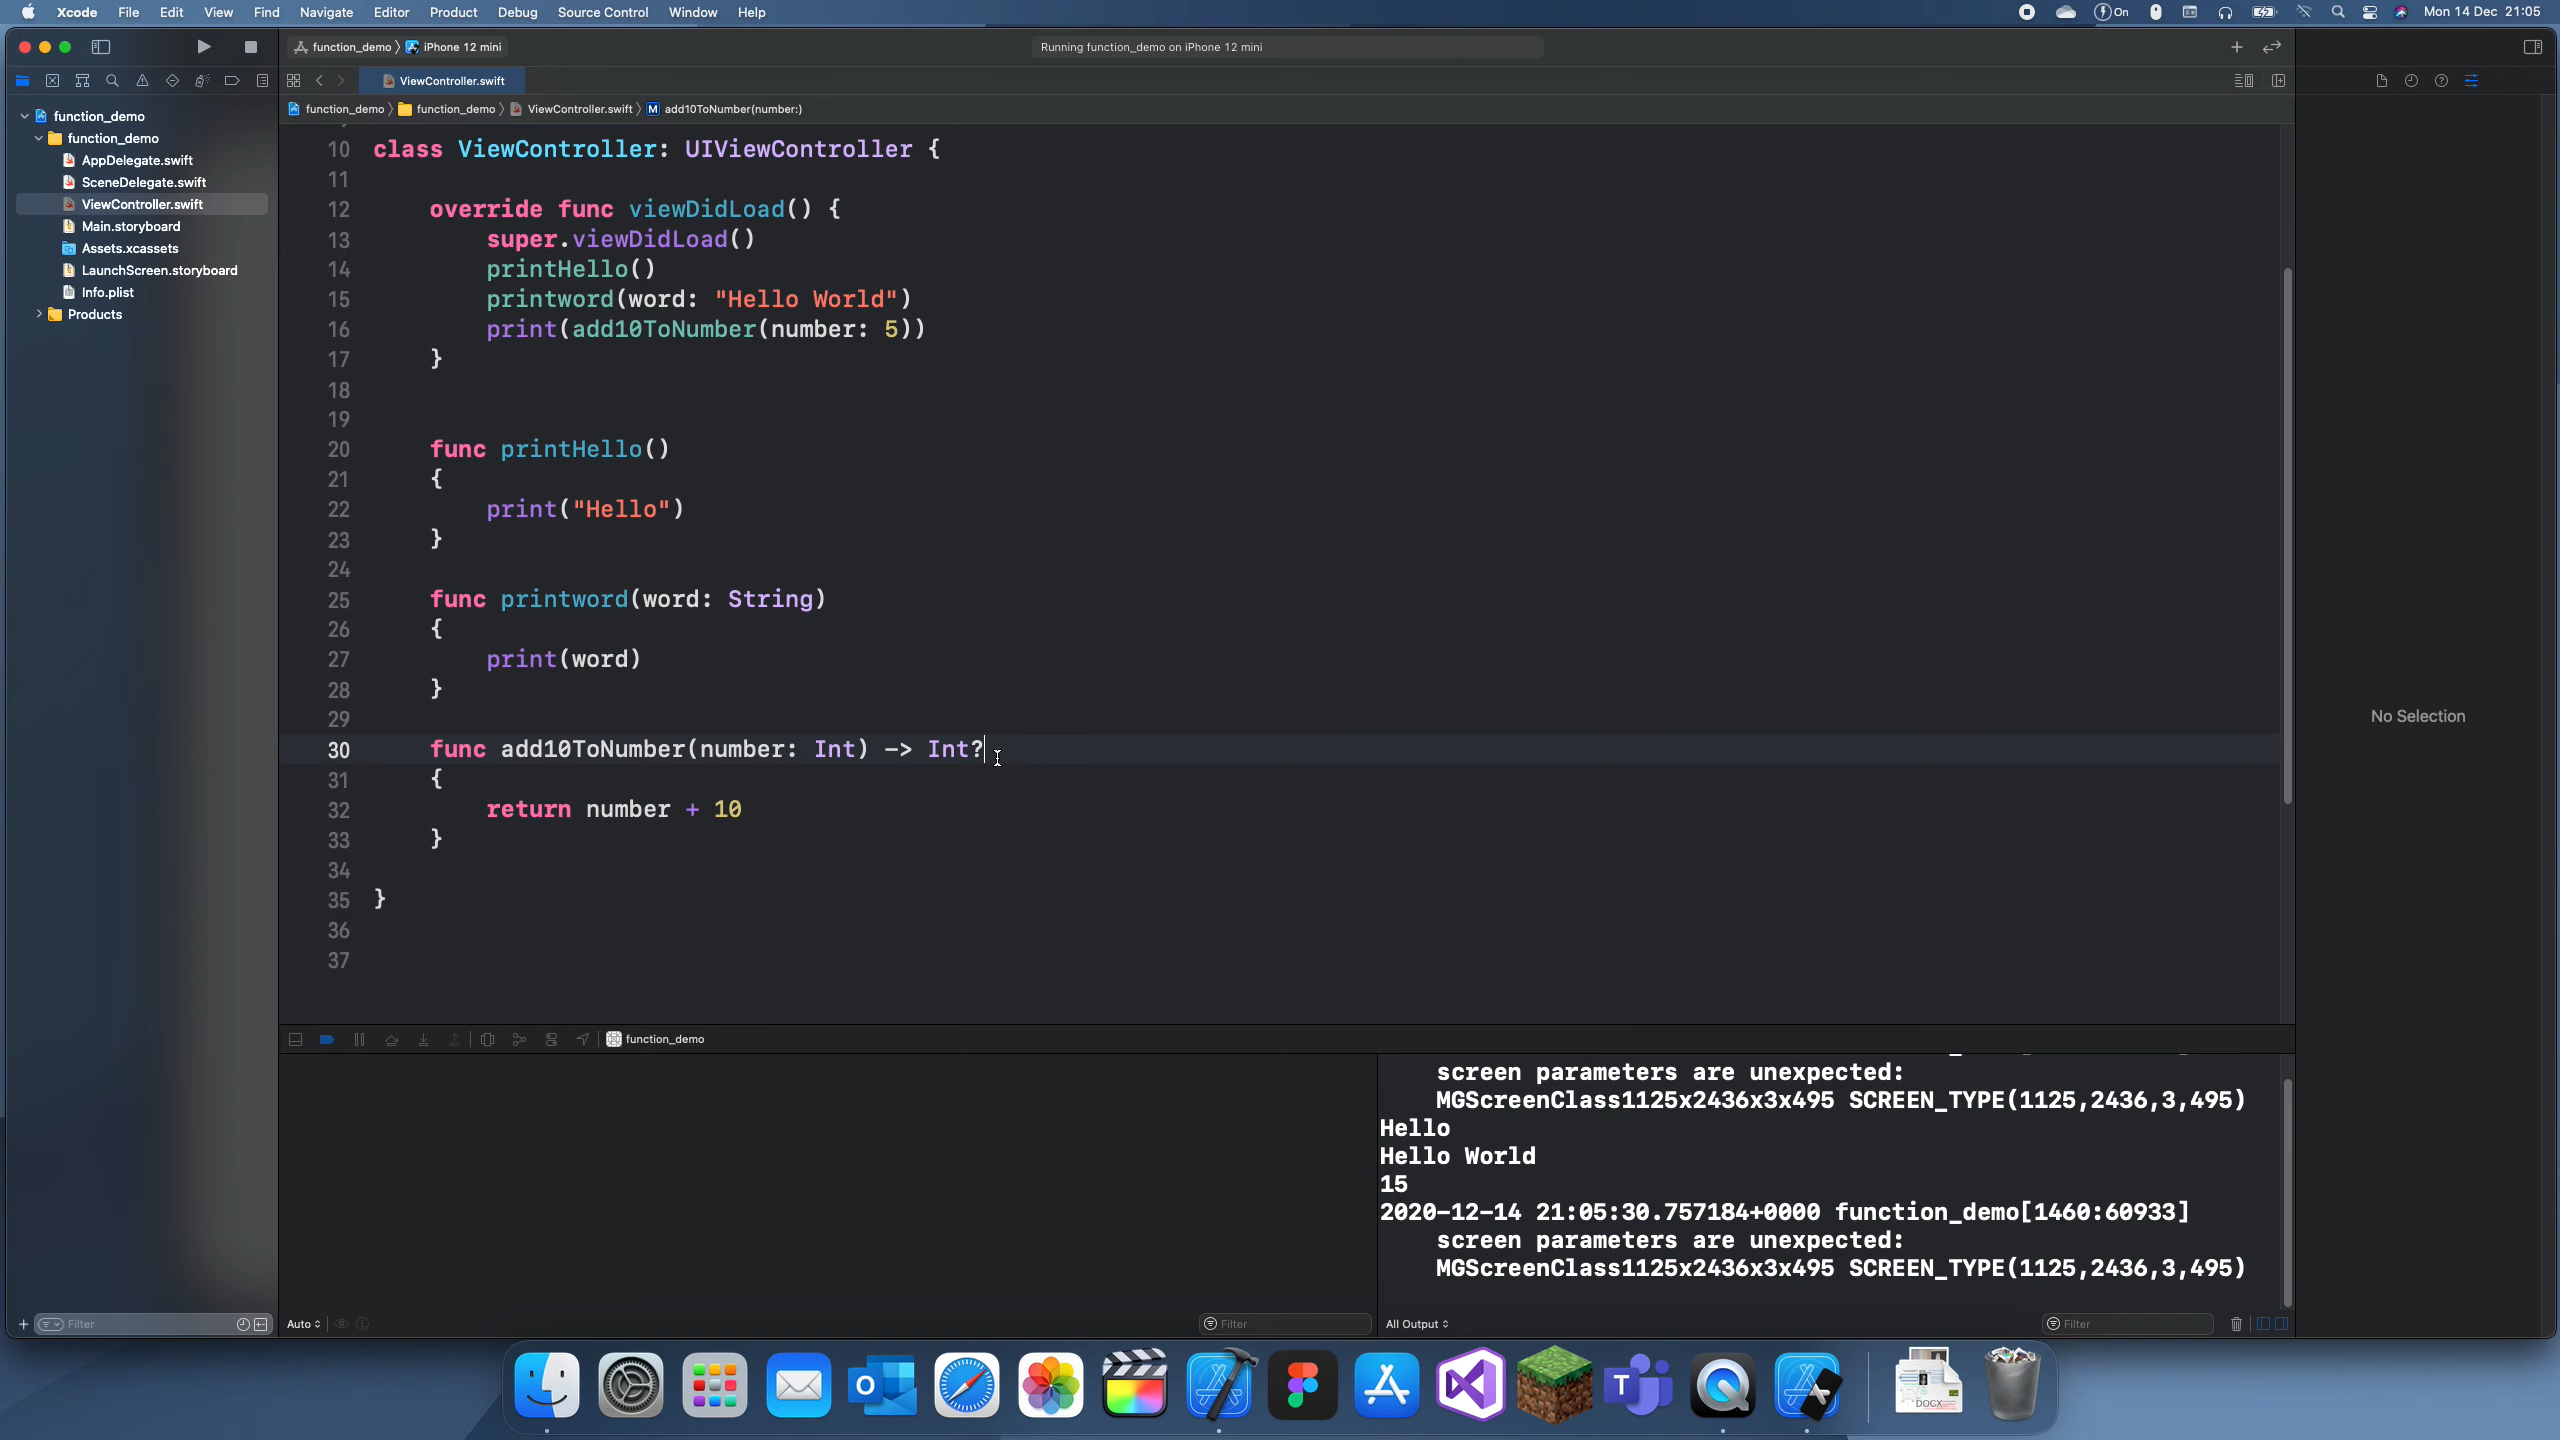 Xcode File Edit View Find Navigate Editor Product Debug Source Control Window Help On Mon 14 Dec 21:05
function_demo iPhone 12 mini Running function_demo on iPhone 12 mini
ViewController.swift
function_demo function_demo ViewController.swift M add10ToNumber(number:)
function_demo
function_demo
AppDelegate.swift
SceneDelegate.swift
ViewController.swift
Main.storyboard
Assets.xcassets
LaunchScreen.storyboard
Info.plist
Products
10 class ViewController: UIViewController {
11
12 override func viewDidLoad() {
13 super.viewDidLoad()
14 printHello()
15 printword(word: "Hello World")
16 print(add10ToNumber(number: 5))
17 }
18
19
20 func printHello()
21 {
22 print("Hello")
23 }
24
25 func printword(word: String)
26 {
27 print(word)
28 }
29
30 func add10ToNumber(number: Int) -> Int?
31 {
32 return number + 10
33 }
34
35 }
36
37
No Selection
function_demo
screen parameters are unexpected:
MGScreenClass1125x2436x3x495 SCREEN_TYPE(1125,2436,3,495)
Hello
Hello World
15
2020-12-14 21:05:30.757184+0000 function_demo[1460:60933]
screen parameters are unexpected:
MGScreenClass1125x2436x3x495 SCREEN_TYPE(1125,2436,3,495)
Filter Auto Filter All Output Filter
DOCX